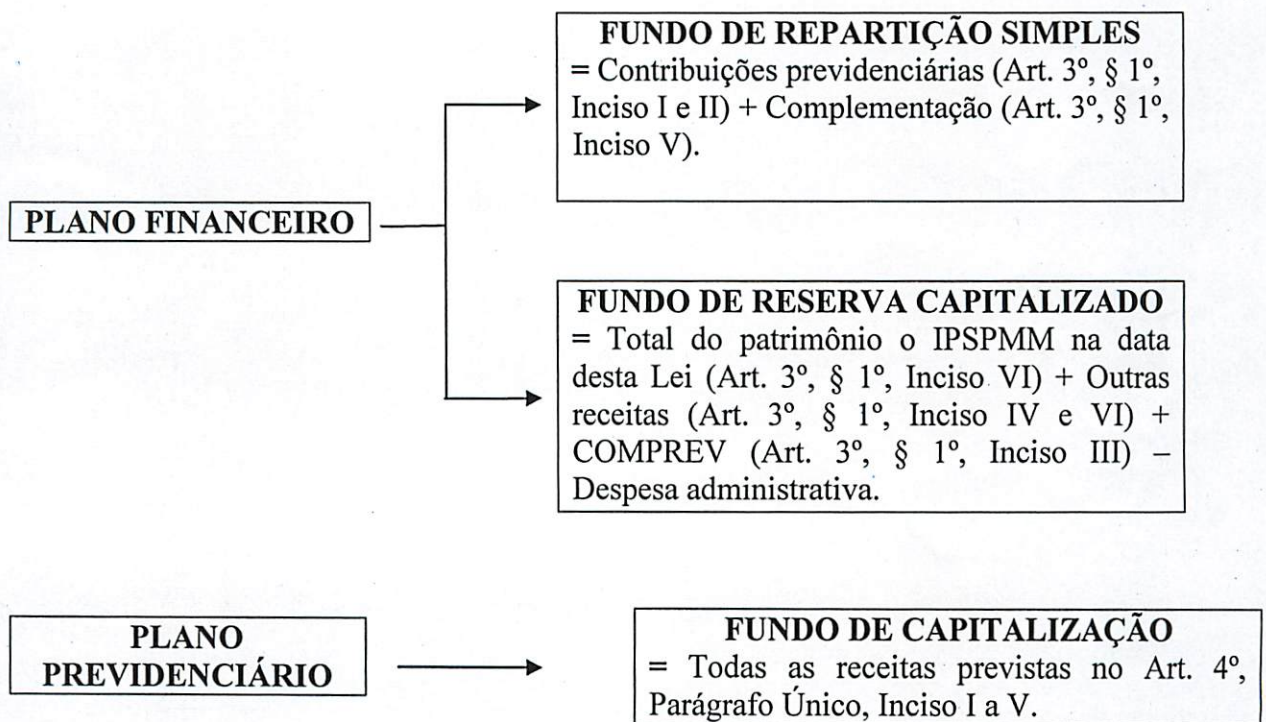 FUNDO DE REPARTIÇÃO SIMPLES
= Contribuições previdenciárias (Art. 3º, § 1º,
Inciso I e II) + Complementação (Art. 3º, § 1º,
Inciso V).
PLANO FINANCEIRO
FUNDO DE RESERVA CAPITALIZADO
= Total do patrimônio o IPSPMM na data
desta Lei (Art. 3º, § 1º, Inciso VI) + Outras
receitas (Art. 3º, § 1º, Inciso IV e VI) +
COMPREV (Art. 3º, § 1º, Inciso III) –
Despesa administrativa.
PLANO
PREVIDENCIÁRIO
FUNDO DE CAPITALIZAÇÃO
= Todas as receitas previstas no Art. 4º,
Parágrafo Único, Inciso I a V.